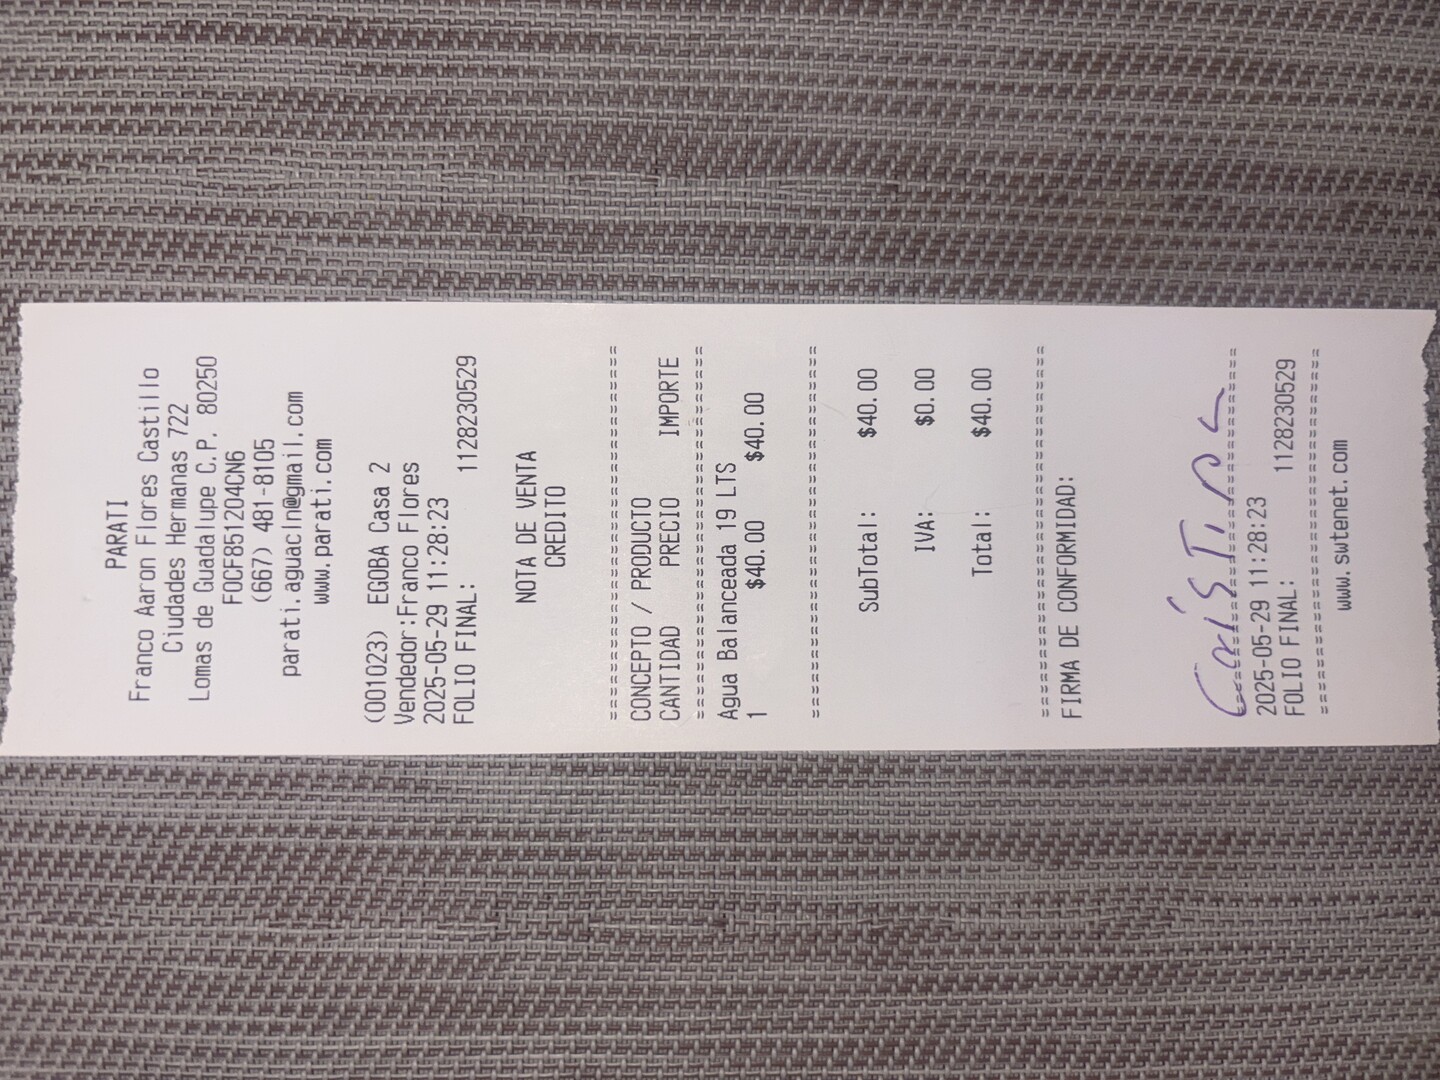 PARATI
Franco Aaron Flores Castillo
Ciudades Hermanas 722
Lomas de Guadalupe C.P. 80250
FOCF851204CN6
(667) 481-8105
parati.aguacln@gmail.com
www.parati.com
(001023) EGOBA Casa 2
Vendedor:Franco Flores
2025-05-29 11:28:23
FOLIO FINAL: 1128230529
NOTA DE VENTA
CREDITO
==========================================
CONCEPTO / PRODUCTO
CANTIDAD PRECIO IMPORTE
==========================================
Agua Balanceada 19 LTS
1 $40.00 $40.00
==========================================
SubTotal: $40.00
IVA: $0.00
Total: $40.00
==========================================
FIRMA DE CONFORMIDAD:
==========================================
2025-05-29 11:28:23
FOLIO FINAL: 1128230529
==========================================
www.swtenet.com